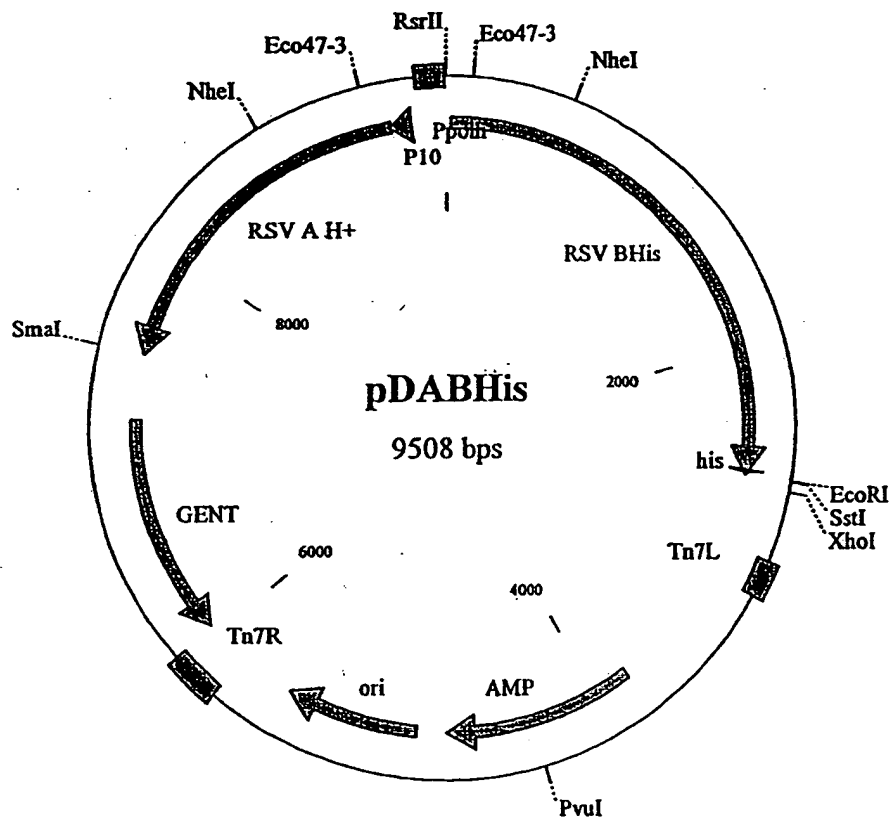 RsrII
Eco47-3
Eco47-3
NheI
NheI
P10
RSV A H+
RSV BHis
SmaI
8000
2000
pDABHis
9508 bps
his
EcoRI
SstI
XhoI
GENT
Tn7L
6000
4000
Tn7R
ori
AMP
PvuI